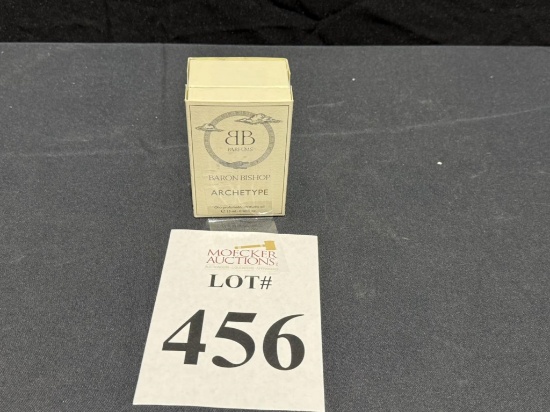 BB
PARFUMS
BARON BISHOP
ARCHETYPE
MOECKER
AUCTIONS
LOT#
456